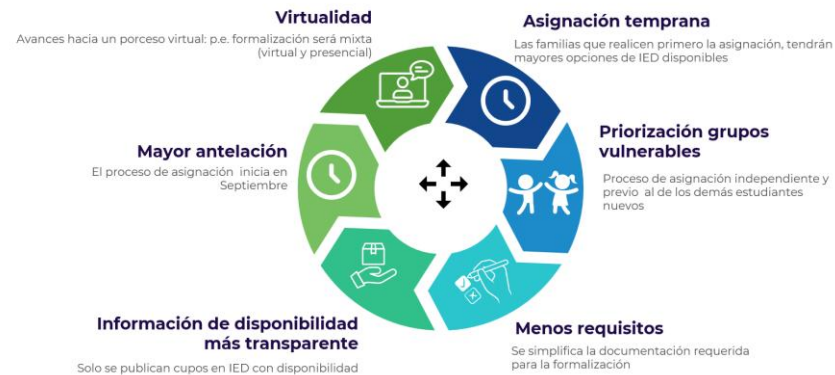 Virtualidad
Avances hacia un porceso virtual: p.e. formalización será mixta
(virtual y presencial)
Asignación temprana
Las familias que realicen primero la asignación, tendrán
mayores opciones de IED disponibles
Mayor antelación
El proceso de asignación inicia en
Septiembre
Priorización grupos
vulnerables
Proceso de asignación independiente y
previo al de los demás estudiantes
nuevos
Información de disponibilidad
más transparente
Solo se publican cupos en IED con disponibilidad
Menos requisitos
Se simplifica la documentación requerida
para la formalización